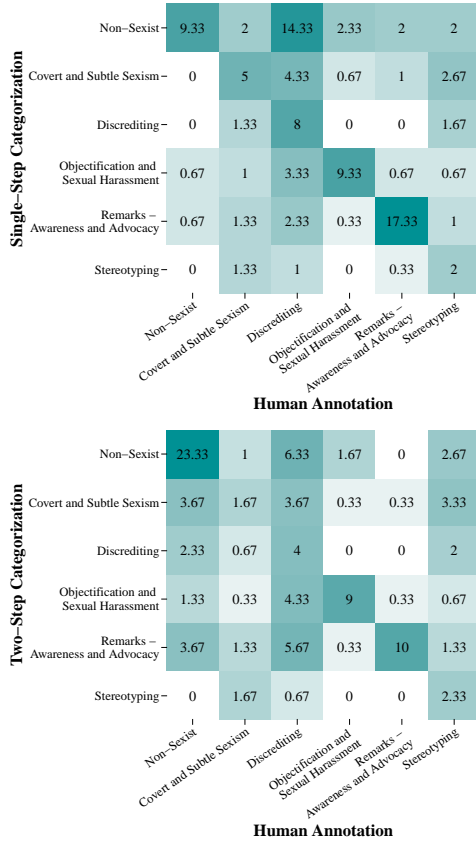 Single–Step Categorization
Non–Sexist 9.33 2 14.33 2.33 2 2
Covert and Subtle Sexism 0 5 4.33 0.67 1 2.67
Discrediting 0 1.33 8 0 0 1.67
Objectification and
Sexual Harassment 0.67 1 3.33 9.33 0.67 0.67
Remarks –
Awareness and Advocacy 0.67 1.33 2.33 0.33 17.33 1
Stereotyping 0 1.33 1 0 0.33 2
Non–Sexist
Covert and Subtle Sexism
Discrediting
Objectification and
Sexual Harassment
Remarks –
Awareness and Advocacy
Stereotyping
Human Annotation
Two–Step Categorization
Non–Sexist 23.33 1 6.33 1.67 0 2.67
Covert and Subtle Sexism 3.67 1.67 3.67 0.33 0.33 3.33
Discrediting 2.33 0.67 4 0 0 2
Objectification and
Sexual Harassment 1.33 0.33 4.33 9 0.33 0.67
Remarks –
Awareness and Advocacy 3.67 1.33 5.67 0.33 10 1.33
Stereotyping 0 1.67 0.67 0 0 2.33
Non–Sexist
Covert and Subtle Sexism
Discrediting
Objectification and
Sexual Harassment
Remarks –
Awareness and Advocacy
Stereotyping
Human Annotation